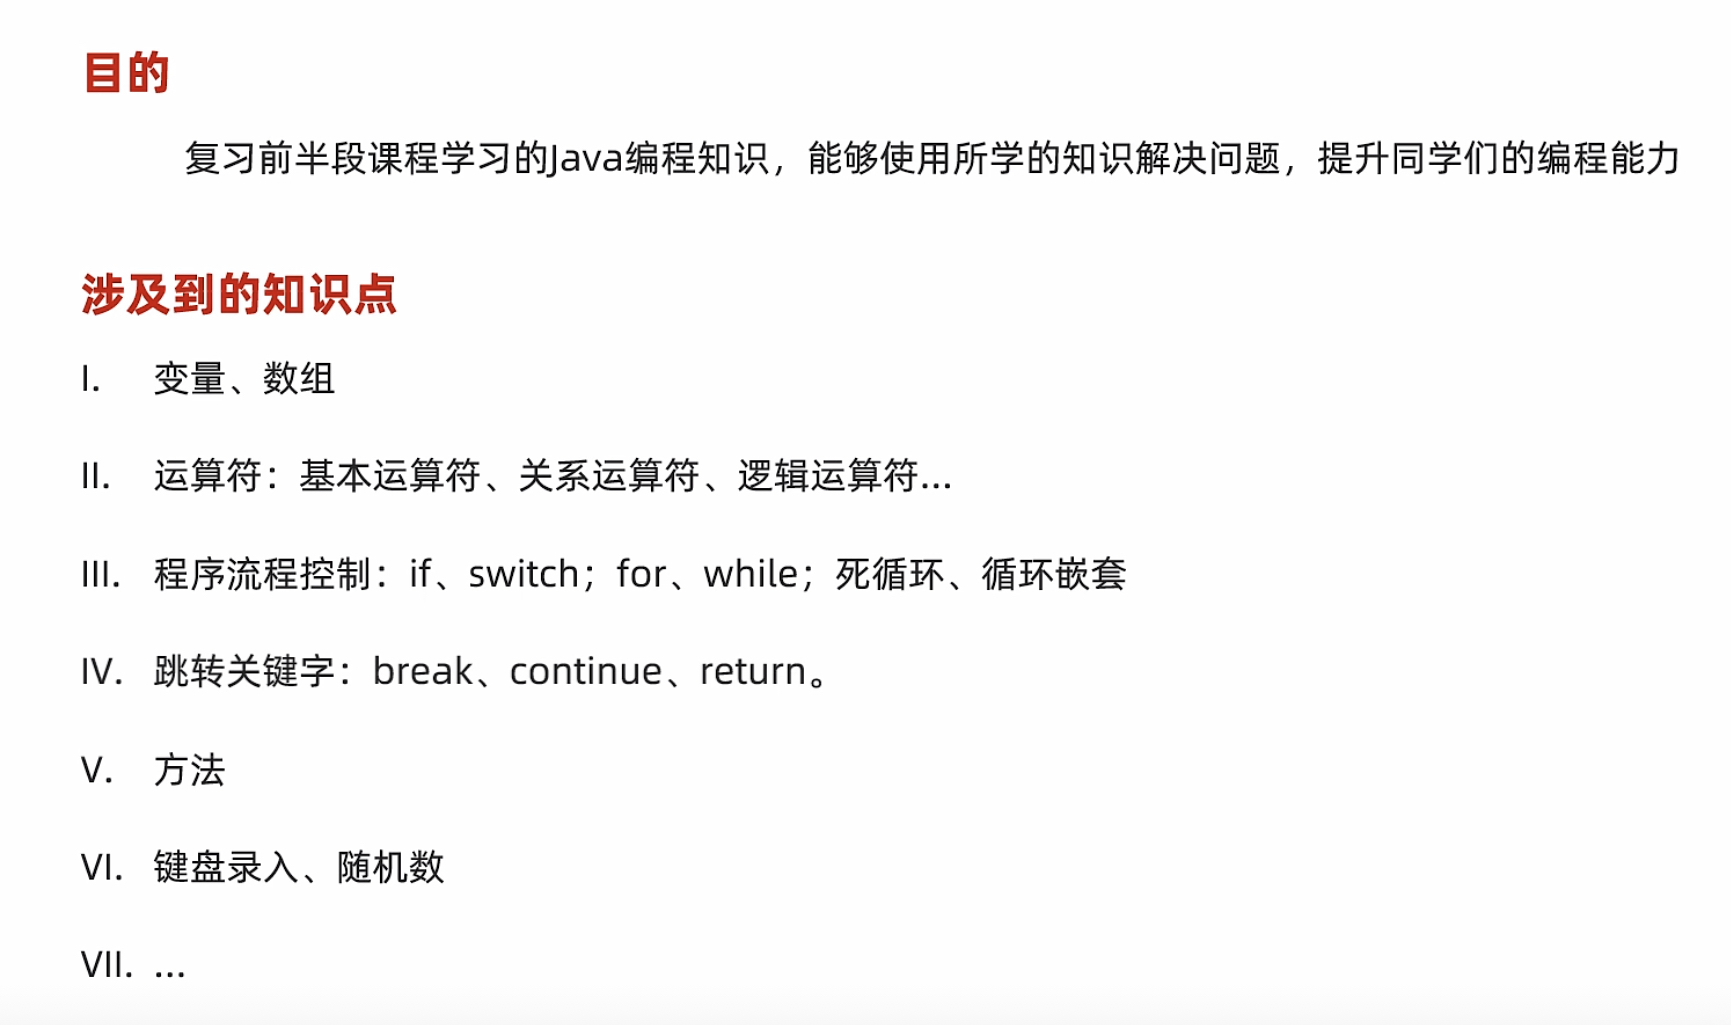 目的
复习前半段课程学习的Java编程知识，能够使用所学的知识解决问题，提升同学们的编程能力
涉及到的知识点
I. 变量、数组
II. 运算符：基本运算符、关系运算符、逻辑运算符...
III. 程序流程控制：if、switch；for、while；死循环、循环嵌套
IV. 跳转关键字：break、continue、return。
V. 方法
VI. 键盘录入、随机数
VII. ...